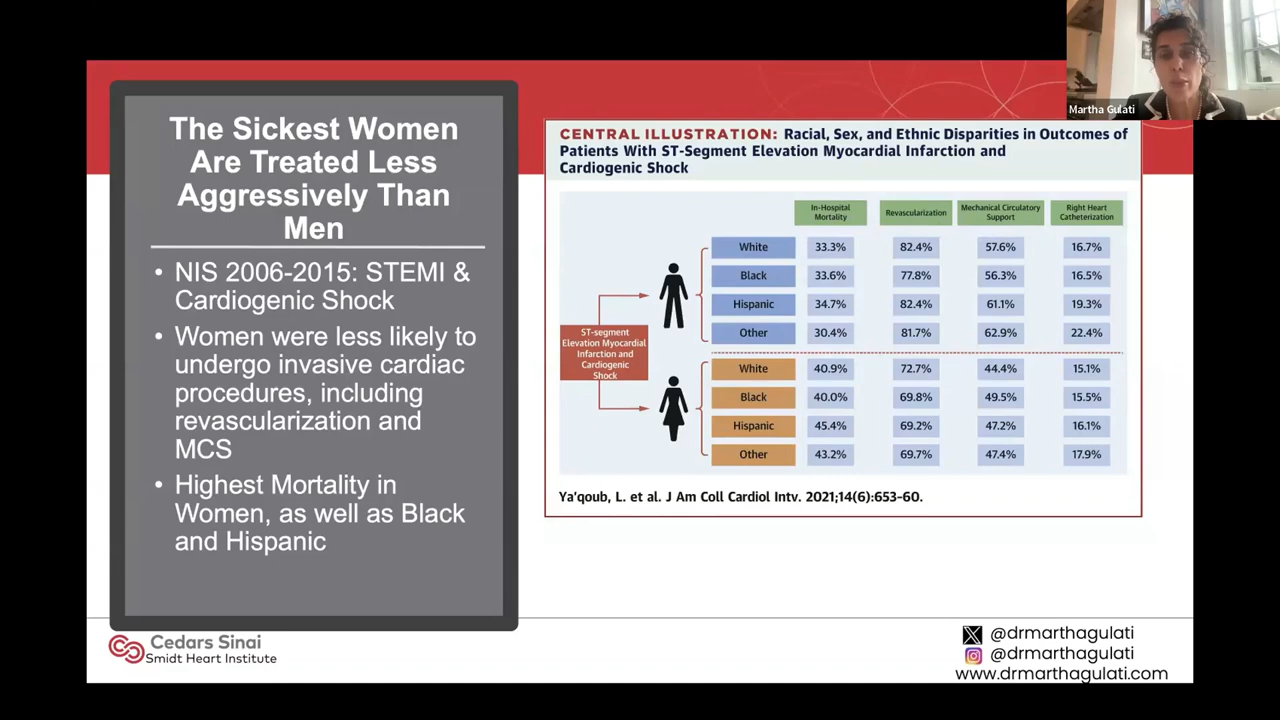 Martha Gulati
The Sickest Women
Are Treated Less
Aggressively Than
Men
• NIS 2006-2015: STEMI &
Cardiogenic Shock
• Women were less likely to
undergo invasive cardiac
procedures, including
revascularization and
MCS
• Highest Mortality in
Women, as well as Black
and Hispanic
CENTRAL ILLUSTRATION: Racial, Sex, and Ethnic Disparities in Outcomes of
Patients With ST-Segment Elevation Myocardial Infarction and
Cardiogenic Shock
In-Hospital
Mortality
Revascularization
Mechanical Circulatory
Support
Right Heart
Catheterization
White 33.3% 82.4% 57.6% 16.7%
Black 33.6% 77.8% 56.3% 16.5%
Hispanic 34.7% 82.4% 61.1% 19.3%
Other 30.4% 81.7% 62.9% 22.4%
ST-segment
Elevation Myocardial
Infarction and
Cardiogenic
Shock
White 40.9% 72.7% 44.4% 15.1%
Black 40.0% 69.8% 49.5% 15.5%
Hispanic 45.4% 69.2% 47.2% 16.1%
Other 43.2% 69.7% 47.4% 17.9%
Ya'qoub, L. et al. J Am Coll Cardiol Intv. 2021;14(6):653-60.
Cedars Sinai
Smidt Heart Institute
@drmarthagulati
@drmarthagulati
www.drmarthagulati.com